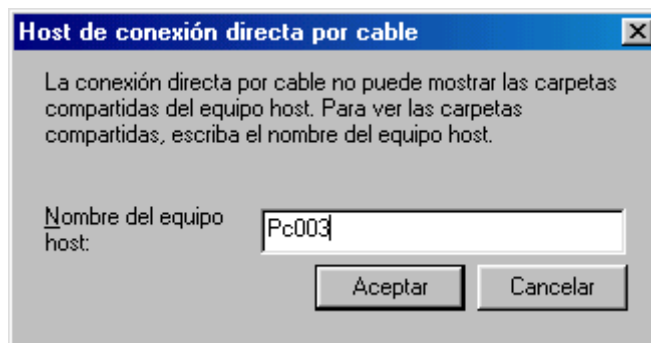 Host de conexión directa por cable
La conexión directa por cable no puede mostrar las carpetas
compartidas del equipo host. Para ver las carpetas
compartidas, escriba el nombre del equipo host.
Nombre del equipo
host:
Pc003
Aceptar
Cancelar